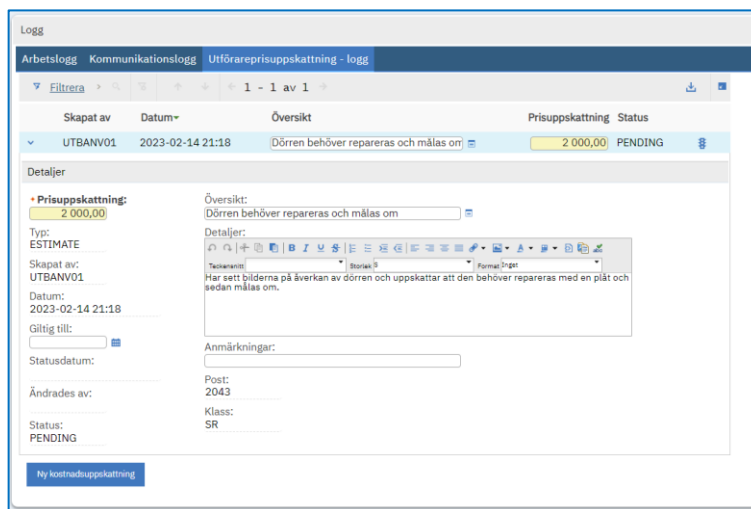 Logg
Arbetslogg Kommunikationslogg Utförareprisuppskattning - logg
Filtrera 1 - 1 av 1
Skapat av Datum Översikt Prisuppskattning Status
UTBANV01 2023-02-14 21:18 Dörren behöver repareras och målas om 2 000,00 PENDING
Detaljer
Prisuppskattning: Översikt:
2 000,00 Dörren behöver repareras och målas om
Typ: Detaljer:
ESTIMATE
Teckensnitt Storlek S Format Inget
Skapat av: Har sett bilderna på åverkan av dörren och uppskattar att den behöver repareras med en plåt och
UTBANV01 sedan målas om.
Datum:
2023-02-14 21:18
Giltig till:
Anmärkningar:
Statusdatum:
Post:
Ändrades av: 2043
Klass:
Status: SR
PENDING
Ny kostnadsuppskattning